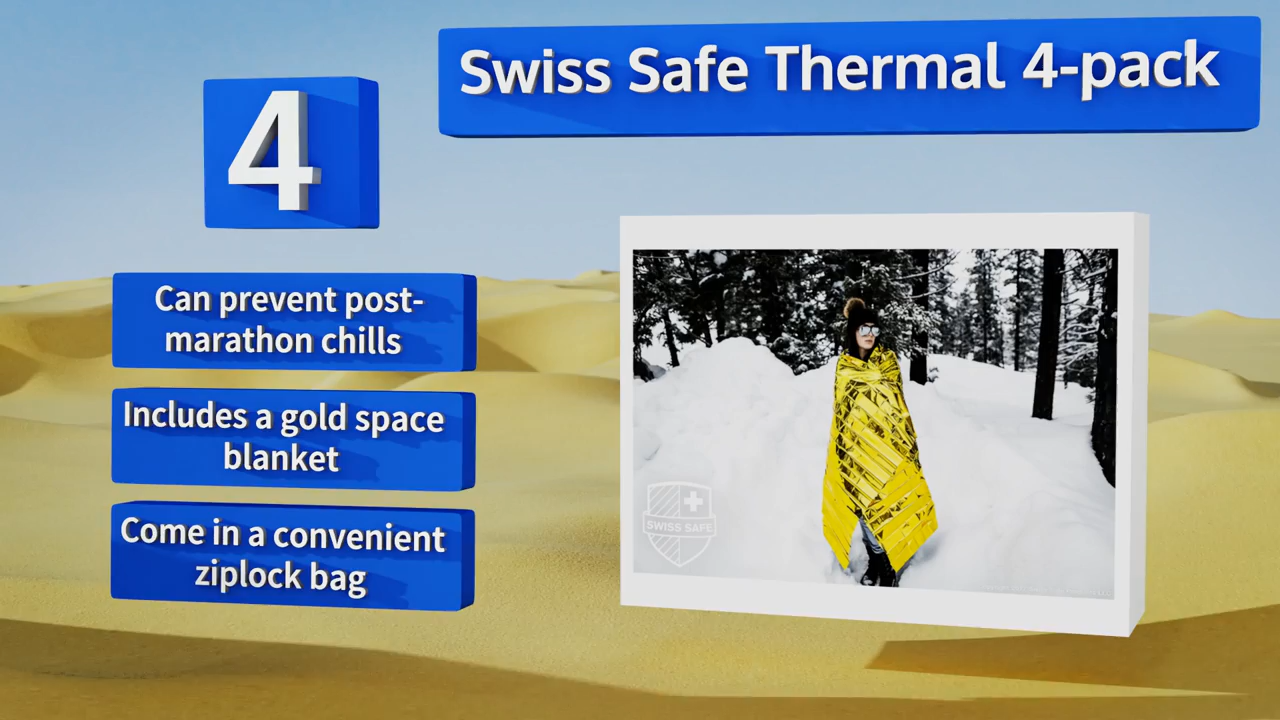 Swiss Safe Thermal 4-pack
4
Can prevent post-
marathon chills
Includes a gold space
blanket
Come in a convenient
ziplock bag
SWISS SAFE